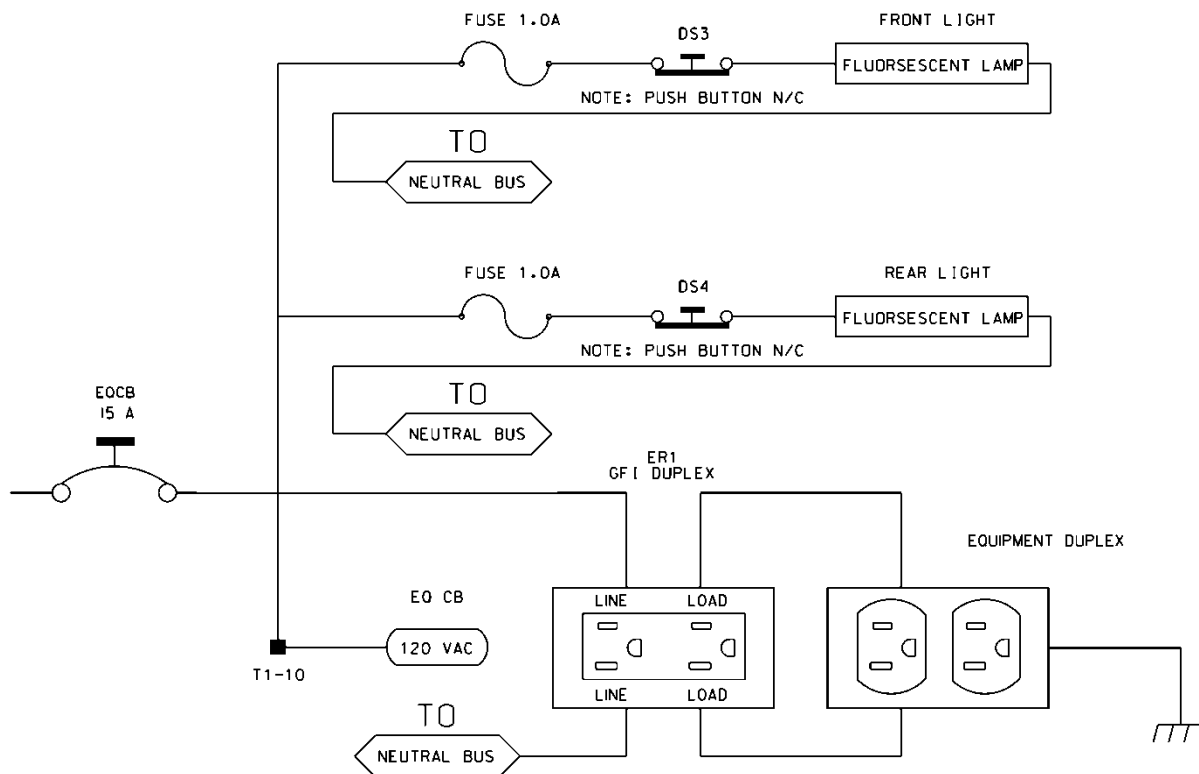 FUSE 1.0A
DS3
FRONT LIGHT
FLUORSESCENT LAMP
NOTE: PUSH BUTTON N/C
TO
NEUTRAL BUS
FUSE 1.0A
DS4
REAR LIGHT
FLUORSESCENT LAMP
NOTE: PUSH BUTTON N/C
TO
NEUTRAL BUS
EQCB
15 A
ER1
GFI DUPLEX
EQUIPMENT DUPLEX
EQ CB
120 VAC
T1-10
LINE LOAD
LINE LOAD
TO
NEUTRAL BUS